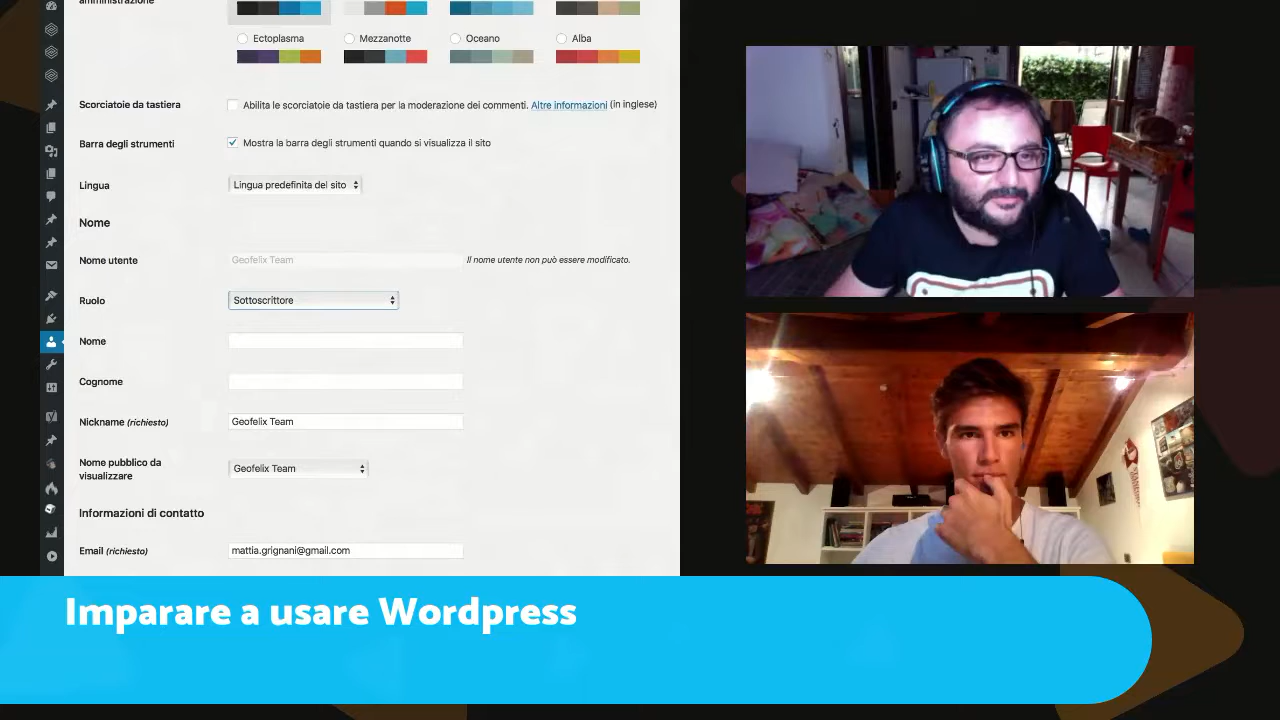 amministrazione
Ectoplasma Mezzanotte Oceano Alba
Scorciatoie da tastiera Abilita le scorciatoie da tastiera per la moderazione dei commenti. Altre informazioni (in inglese)
Barra degli strumenti Mostra la barra degli strumenti quando si visualizza il sito
Lingua Lingua predefinita del sito
Nome
Nome utente Geofelix Team Il nome utente non può essere modificato.
Ruolo Sottoscrittore
Nome
Cognome
Nickname (richiesto) Geofelix Team
Nome pubblico da
visualizzare Geofelix Team
Informazioni di contatto
Email (richiesto) mattia.grignani@gmail.com
Imparare a usare Wordpress